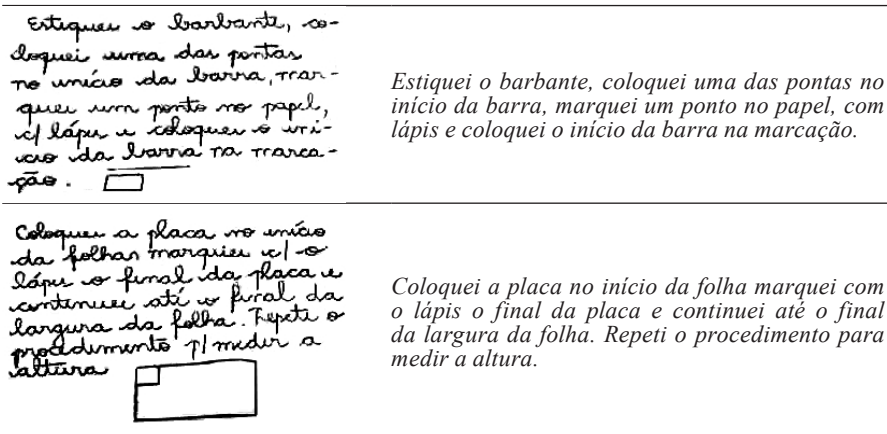 Estiquei o barbante, co-
loquei uma das pontas
no início da barra, mar-
quei um ponto no papel,
c/ lápis e coloquei o iní-
cio da barra na marca-
ção.
Estiquei o barbante, coloquei uma das pontas no
início da barra, marquei um ponto no papel, com
lápis e coloquei o início da barra na marcação.
Coloquei a placa no início
da folhas marquiei c/ o
lápis o final da placa e
continuei até o final da
largura da folha. Repeti o
procedimento p/ medir a
altura
Coloquei a placa no início da folha marquei com
o lápis o final da placa e continuei até o final
da largura da folha. Repeti o procedimento para
medir a altura.